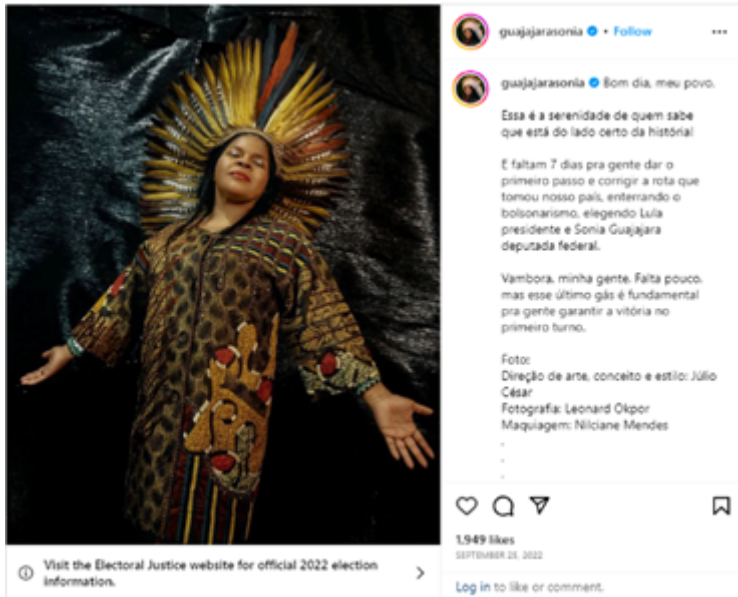 guajajarasonia • Follow
guajajarasonia Bom dia, meu povo.
Essa é a serenidade de quem sabe
que está do lado certo da história!
E faltam 7 dias pra gente dar o
primeiro passo e corrigir a rota que
tomou nosso país, enterrando o
bolsonarismo, elegendo Lula
presidente e Sonia Guajajara
deputada federal.
Vambora, minha gente. Falta pouco,
mas esse último gás é fundamental
pra gente garantir a vitória no
primeiro turno.
Foto:
Direção de arte, conceito e estilo: Júlio
César
Fotografia: Leonard Okpor
Maquiagem: Nilciane Mendes
.
.
.
1.949 likes
SEPTEMBER 25, 2022
Log in to like or comment.
Visit the Electoral Justice website for official 2022 election
information.